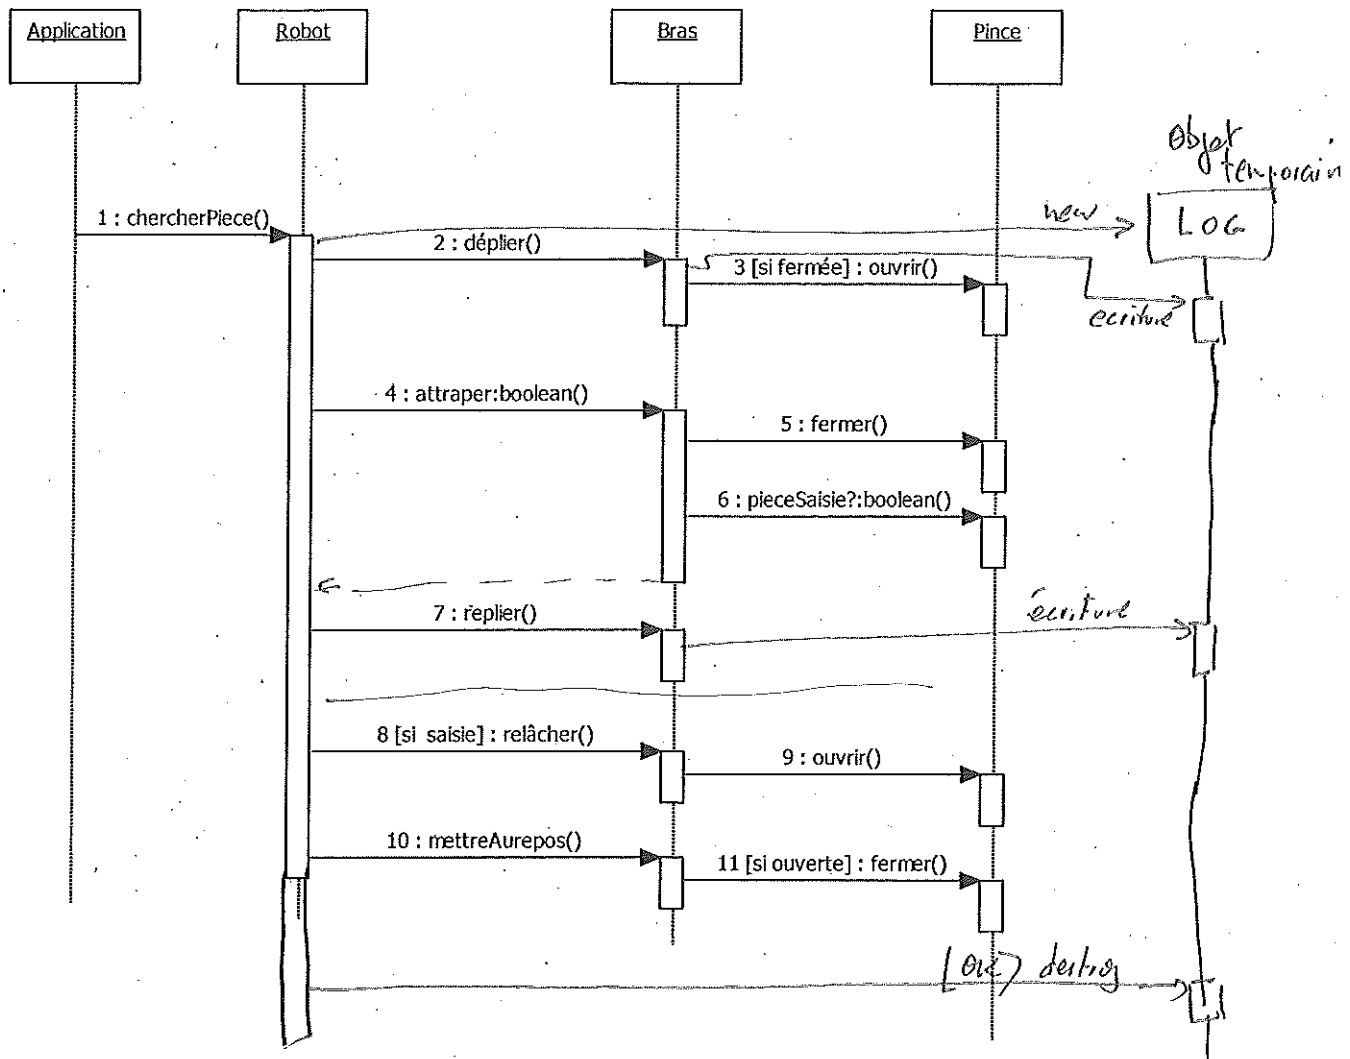 Application
Robot
Bras
Pince
Objet
temporain
LOG
new
1 : chercherPiece()
2 : déplier()
3 [si fermée] : ouvrir()
ecriture
4 : attraper:boolean()
5 : fermer()
6 : pieceSaisie?:boolean()
7 : replier()
écriture
8 [si saisie] : relâcher()
9 : ouvrir()
10 : mettreAurepos()
11 [si ouverte] : fermer()
destroy